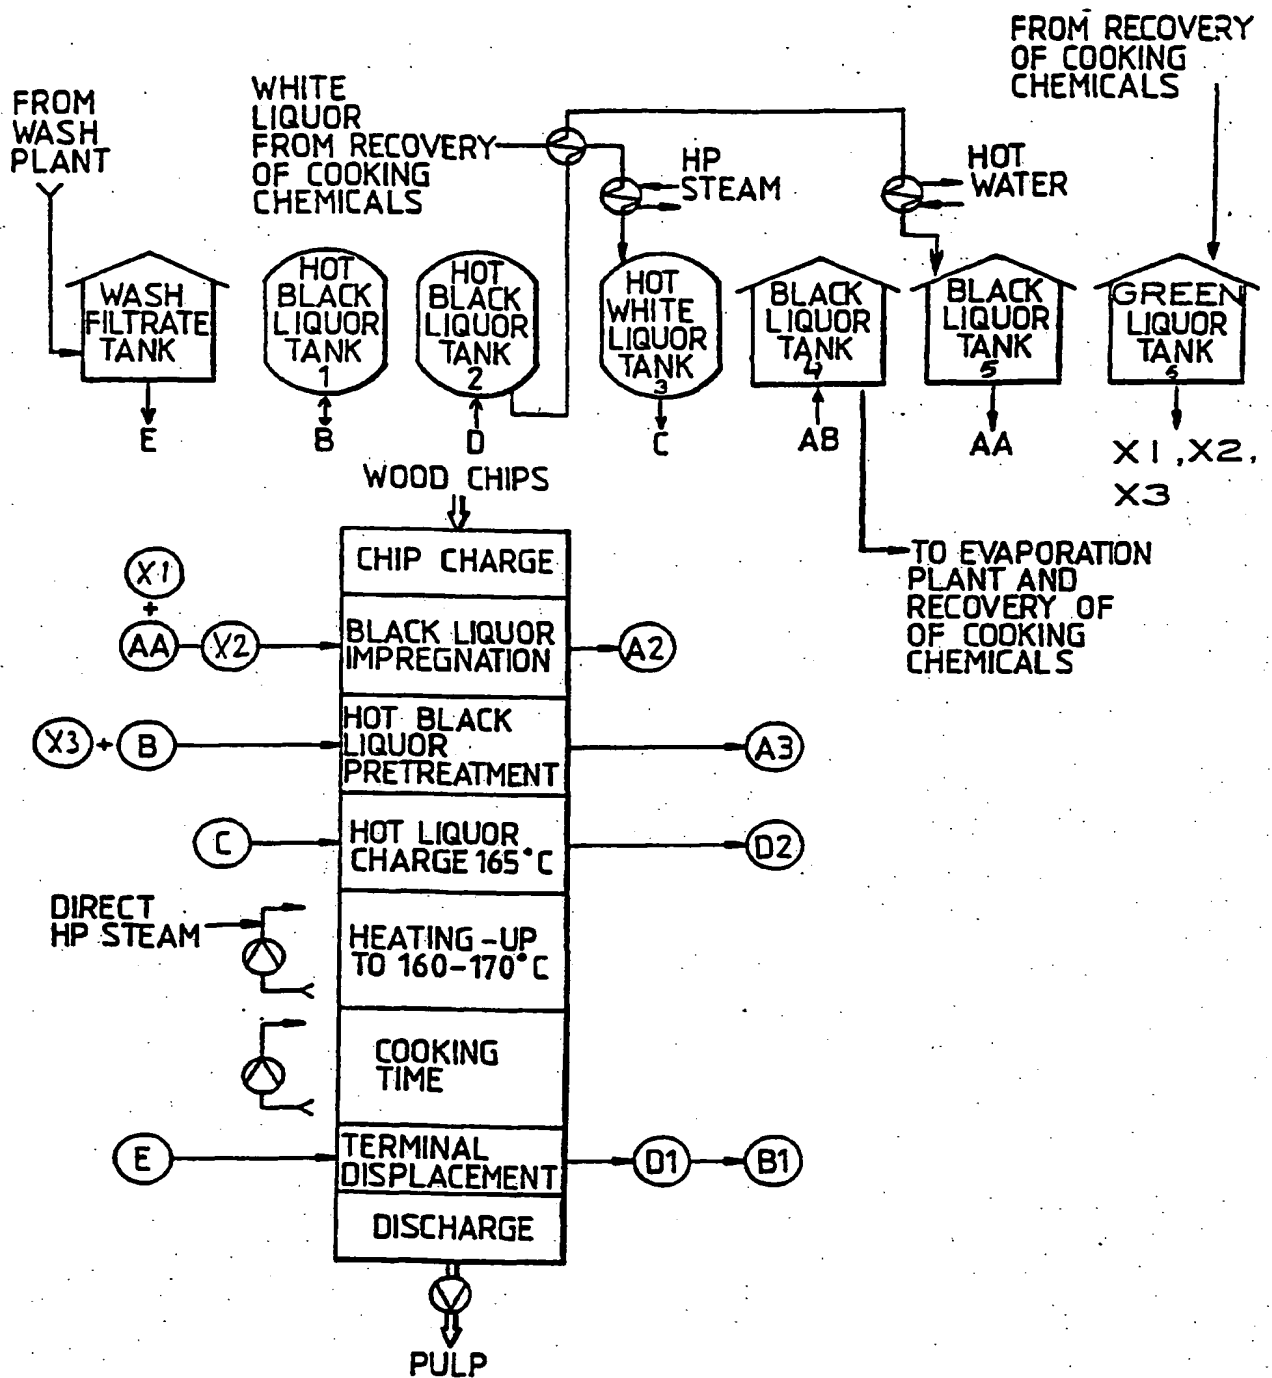 FROM RECOVERY
OF COOKING
CHEMICALS
FROM
WASH
PLANT
WHITE
LIQUOR
FROM RECOVERY
OF COOKING
CHEMICALS
HP
STEAM
HOT
WATER
WASH
FILTRATE
TANK
HOT
BLACK
LIQUOR
TANK
1
HOT
BLACK
LIQUOR
TANK
2
HOT
WHITE
LIQUOR
TANK
3
BLACK
LIQUOR
TANK
4
BLACK
LIQUOR
TANK
5
GREEN
LIQUOR
TANK
E
B
D
C
AB
AA
X1, X2,
X3
WOOD CHIPS
TO EVAPORATION
PLANT AND
RECOVERY OF
OF COOKING
CHEMICALS
CHIP CHARGE
X1
+
AA
X2
BLACK LIQUOR
IMPREGNATION
A2
X3 + B
HOT BLACK
LIQUOR
PRETREATMENT
A3
C
HOT LIQUOR
CHARGE 165°C
D2
DIRECT
HP STEAM
HEATING-UP
TO 160-170°C
COOKING
TIME
E
TERMINAL
DISPLACEMENT
D1
B1
DISCHARGE
PULP